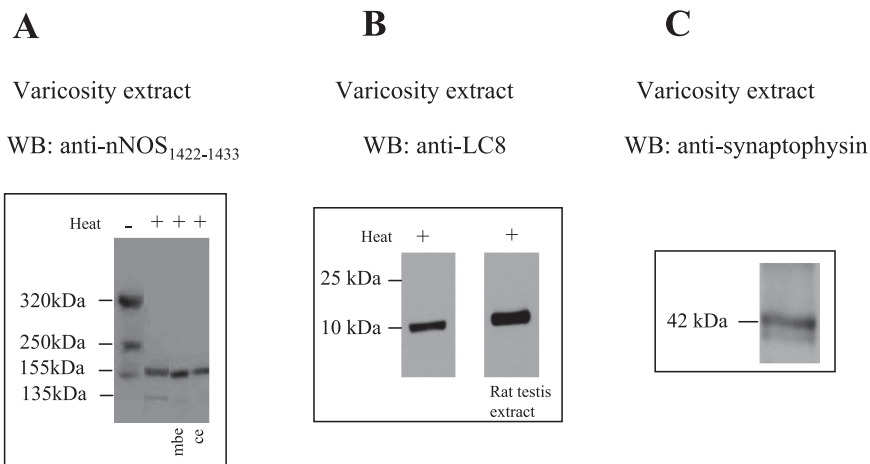 A
Varicosity extract
WB: anti-nNOS1422-1433
Heat - + + +
320kDa
250kDa
155kDa
135kDa
mbe
ce
B
Varicosity extract
WB: anti-LC8
Heat + +
25 kDa
10 kDa
Rat testis
extract
C
Varicosity extract
WB: anti-synaptophysin
42 kDa